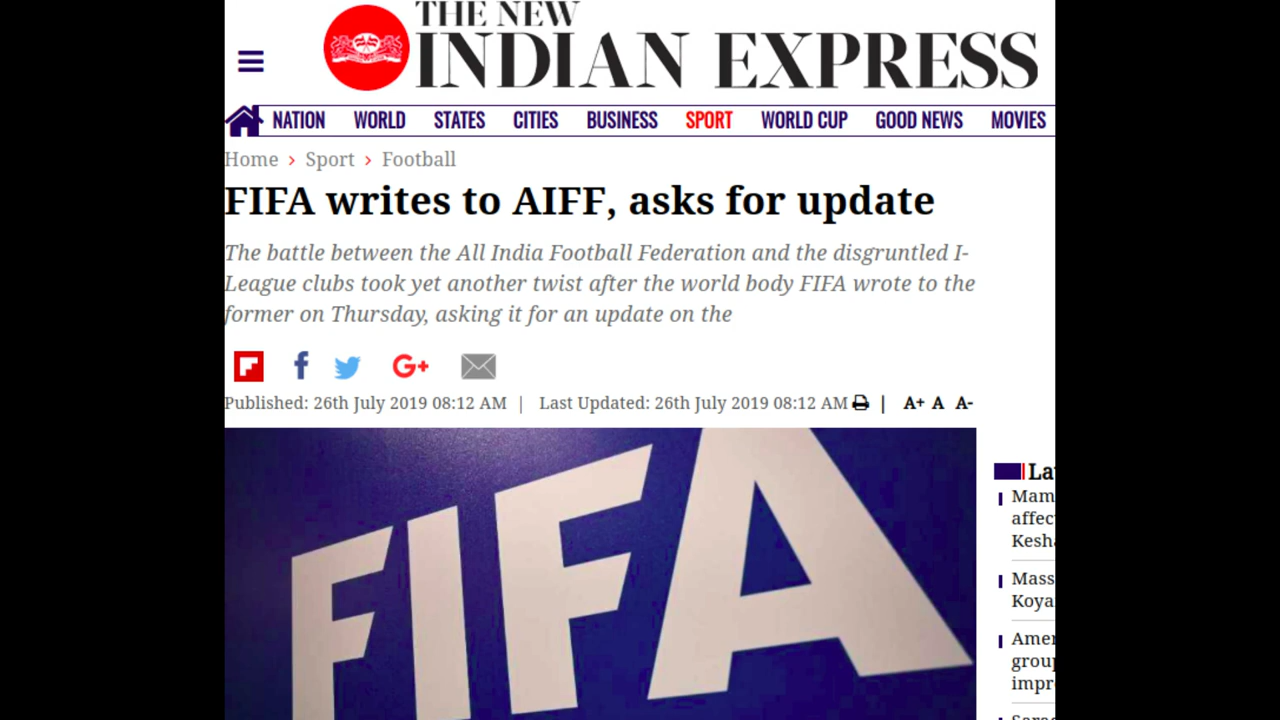 THE NEW
INDIAN EXPRESS
NATION WORLD STATES CITIES BUSINESS SPORT WORLD CUP GOOD NEWS MOVIES
Home > Sport > Football
FIFA writes to AIFF, asks for update
The battle between the All India Football Federation and the disgruntled I-
League clubs took yet another twist after the world body FIFA wrote to the
former on Thursday, asking it for an update on the
G+
Published: 26th July 2019 08:12 AM | Last Updated: 26th July 2019 08:12 AM | A+ A A-
FIFA